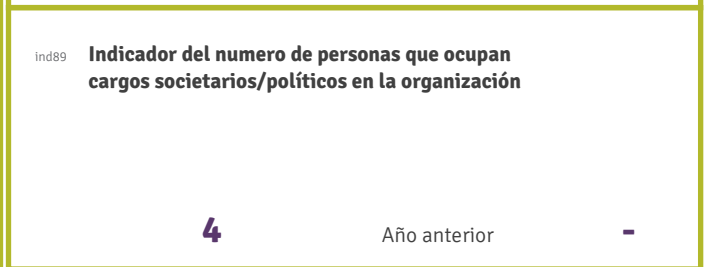 ind89 Indicador del numero de personas que ocupan
cargos societarios/políticos en la organización
4 Año anterior -